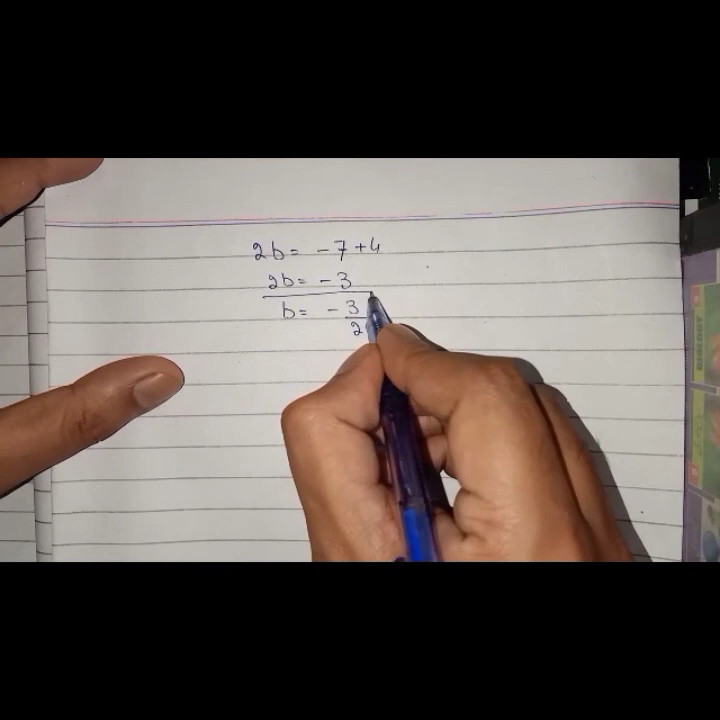 2b = -7+4
2b = -3
b = -3/2